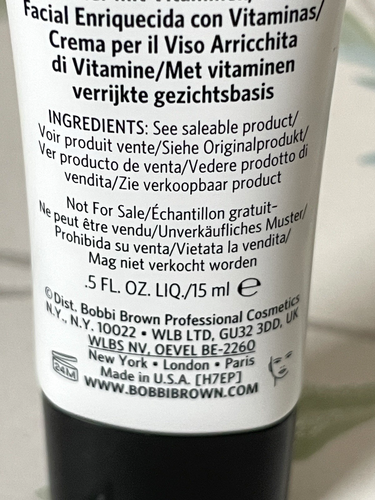 Facial Enriquecida con Vitaminas/
Crema per il Viso Arricchita
di Vitamine/Met vitaminen
verrijkte gezichtsbasis
INGREDIENTS: See saleable product/
Voir produit vente/Siehe Originalprodukt/
Ver producto de venta/Vedere prodotto di
vendita/Zie verkoopbaar product
Not For Sale/Échantillon gratuit–
Ne peut être vendu/Unverkäufliches Muster/
Prohibida su venta/Vietata la vendita/
Mag niet verkocht worden
.5 FL. OZ. LIQ./15 ml ℮
©Dist. Bobbi Brown Professional Cosmetics
N.Y., N.Y. 10022 • WLB LTD, GU32 3DD, UK
WLBS NV, OEVEL BE-2260
New York • London • Paris
24M
Made in U.S.A. [H7EP]
WWW.BOBBIBROWN.COM